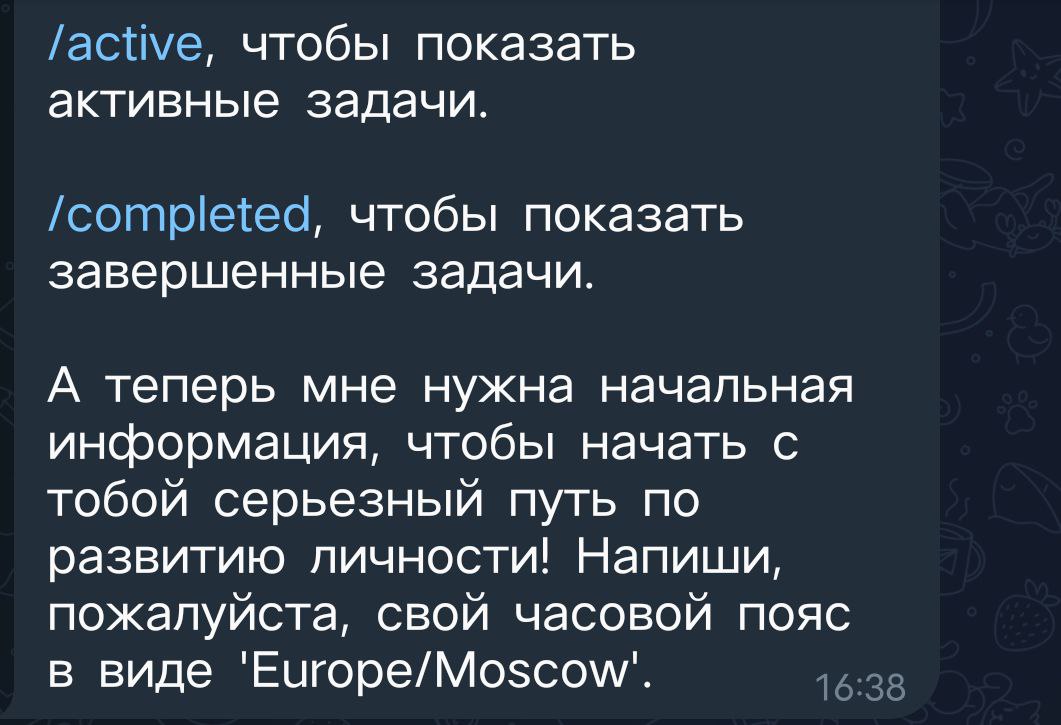 /active, чтобы показать
активные задачи.
/completed, чтобы показать
завершенные задачи.
А теперь мне нужна начальная
информация, чтобы начать с
тобой серьезный путь по
развитию личности! Напиши,
пожалуйста, свой часовой пояс
в виде 'Europe/Moscow'.
16:38